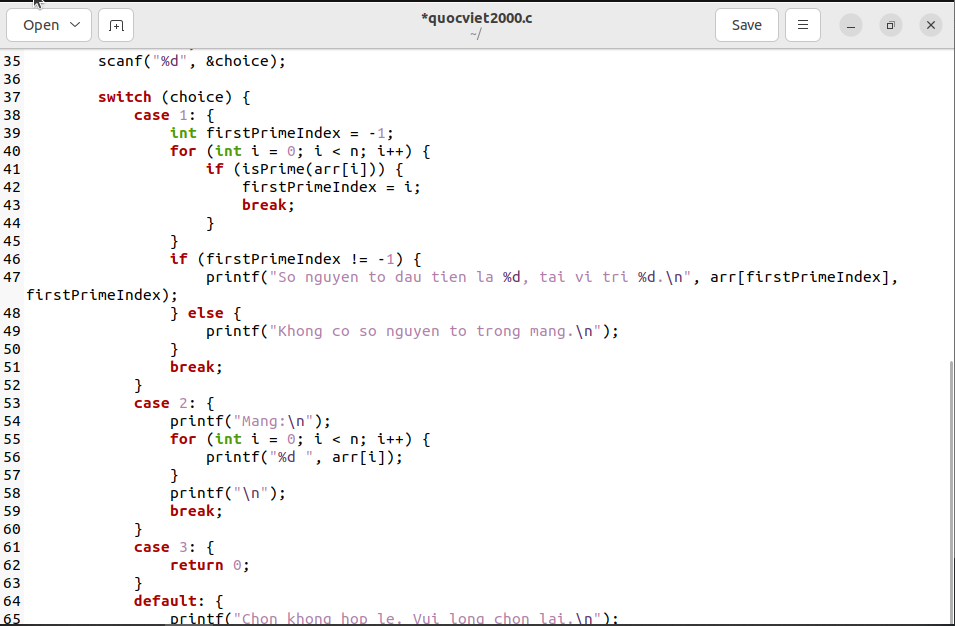 Open
*quocviet2000.c
~/
Save
35         scanf("%d", &choice);
36
37         switch (choice) {
38             case 1: {
39                 int firstPrimeIndex = -1;
40                 for (int i = 0; i < n; i++) {
41                     if (isPrime(arr[i])) {
42                         firstPrimeIndex = i;
43                         break;
44                     }
45                 }
46                 if (firstPrimeIndex != -1) {
47                     printf("So nguyen to dau tien la %d, tai vi tri %d.\n", arr[firstPrimeIndex],
firstPrimeIndex);
48                 } else {
49                     printf("Khong co so nguyen to trong mang.\n");
50                 }
51                 break;
52             }
53             case 2: {
54                 printf("Mang:\n");
55                 for (int i = 0; i < n; i++) {
56                     printf("%d ", arr[i]);
57                 }
58                 printf("\n");
59                 break;
60             }
61             case 3: {
62                 return 0;
63             }
64             default: {
65                 printf("Chon khong hop le. Vui long chon lai.\n");